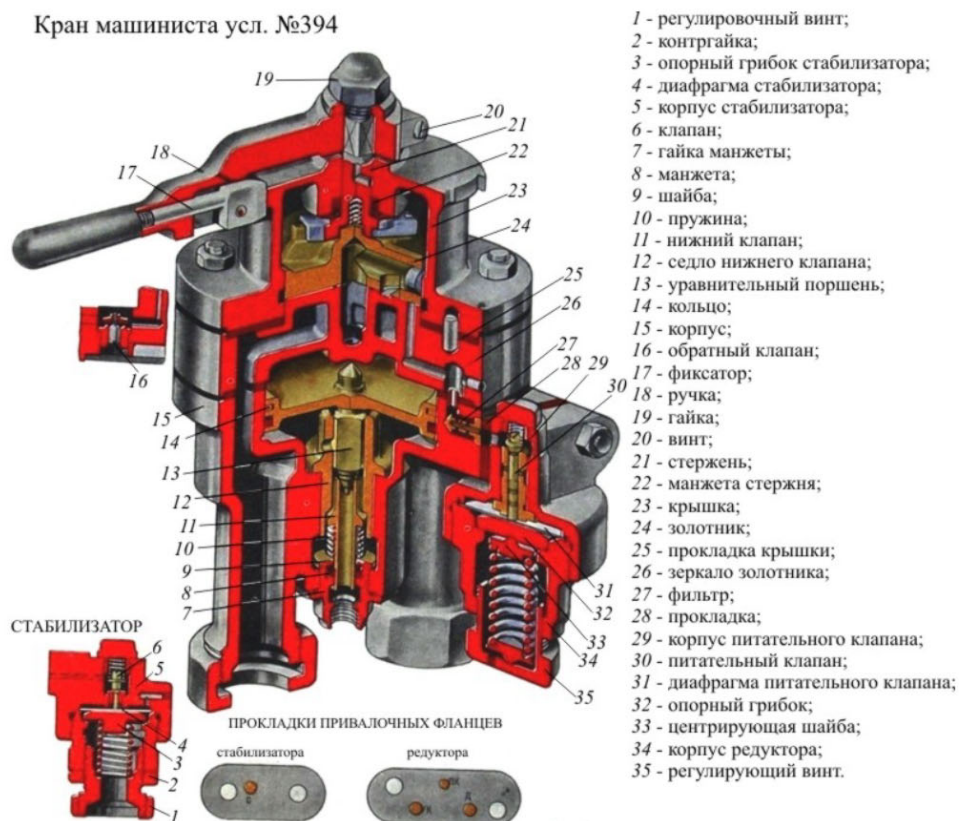 Кран машиниста усл. №394
1 - регулировочный винт;
2 - контргайка;
3 - опорный грибок стабилизатора;
4 - диафрагма стабилизатора;
5 - корпус стабилизатора;
6 - клапан;
7 - гайка манжеты;
8 - манжета;
9 - шайба;
10 - пружина;
11 - нижний клапан;
12 - седло нижнего клапана;
13 - уравнительный поршень;
14 - кольцо;
15 - корпус;
16 - обратный клапан;
17 - фиксатор;
18 - ручка;
19 - гайка;
20 - винт;
21 - стержень;
22 - манжета стержня;
23 - крышка;
24 - золотник;
25 - прокладка крышки;
26 - зеркало золотника;
27 - фильтр;
28 - прокладка;
29 - корпус питательного клапана;
30 - питательный клапан;
31 - диафрагма питательного клапана;
32 - опорный грибок;
33 - центрирующая шайба;
34 - корпус редуктора;
35 - регулирующий винт.
19
20
21
18
22
17
23
24
25
26
27
28
29
16
30
15
14
13
12
11
10
9
8
7
31
32
33
34
35
СТАБИЛИЗАТОР
6
5
4
3
2
1
ПРОКЛАДКИ ПРИВАЛОЧНЫХ ФЛАНЦЕВ
стабилизатора
редуктора